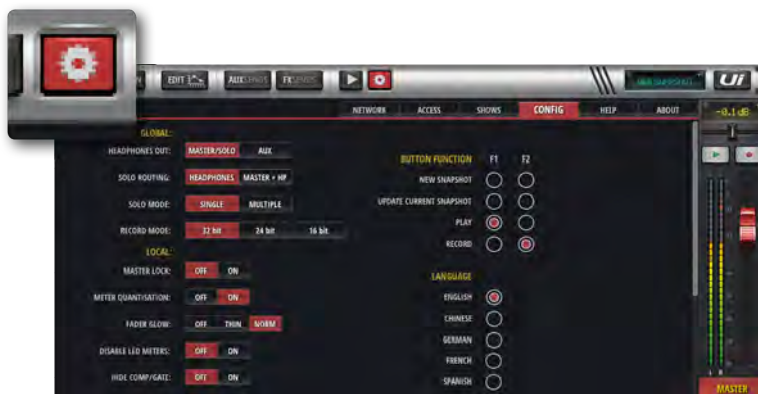 EDIT AUX SENDS FX SENDS
Ui
NETWORK ACCESS SHOWS CONFIG HELP ABOUT
-0.1 dB
GLOBAL:
HEADPHONES OUT: MASTER/SOLO AUX
SOLO ROUTING: HEADPHONES MASTER + HP
SOLO MODE: SINGLE MULTIPLE
RECORD MODE: 32 bit 24 bit 16 bit
LOCAL:
MASTER LOCK: OFF ON
METER QUANTISATION: OFF ON
FADER GLOW: OFF THIN NORM
DISABLE LED METERS: OFF ON
HIDE COMP/GATE: OFF ON
BUTTON FUNCTION F1 F2
NEW SNAPSHOT
UPDATE CURRENT SNAPSHOT
PLAY
RECORD
LANGUAGE
ENGLISH
CHINESE
GERMAN
FRENCH
SPANISH
L R
MASTER